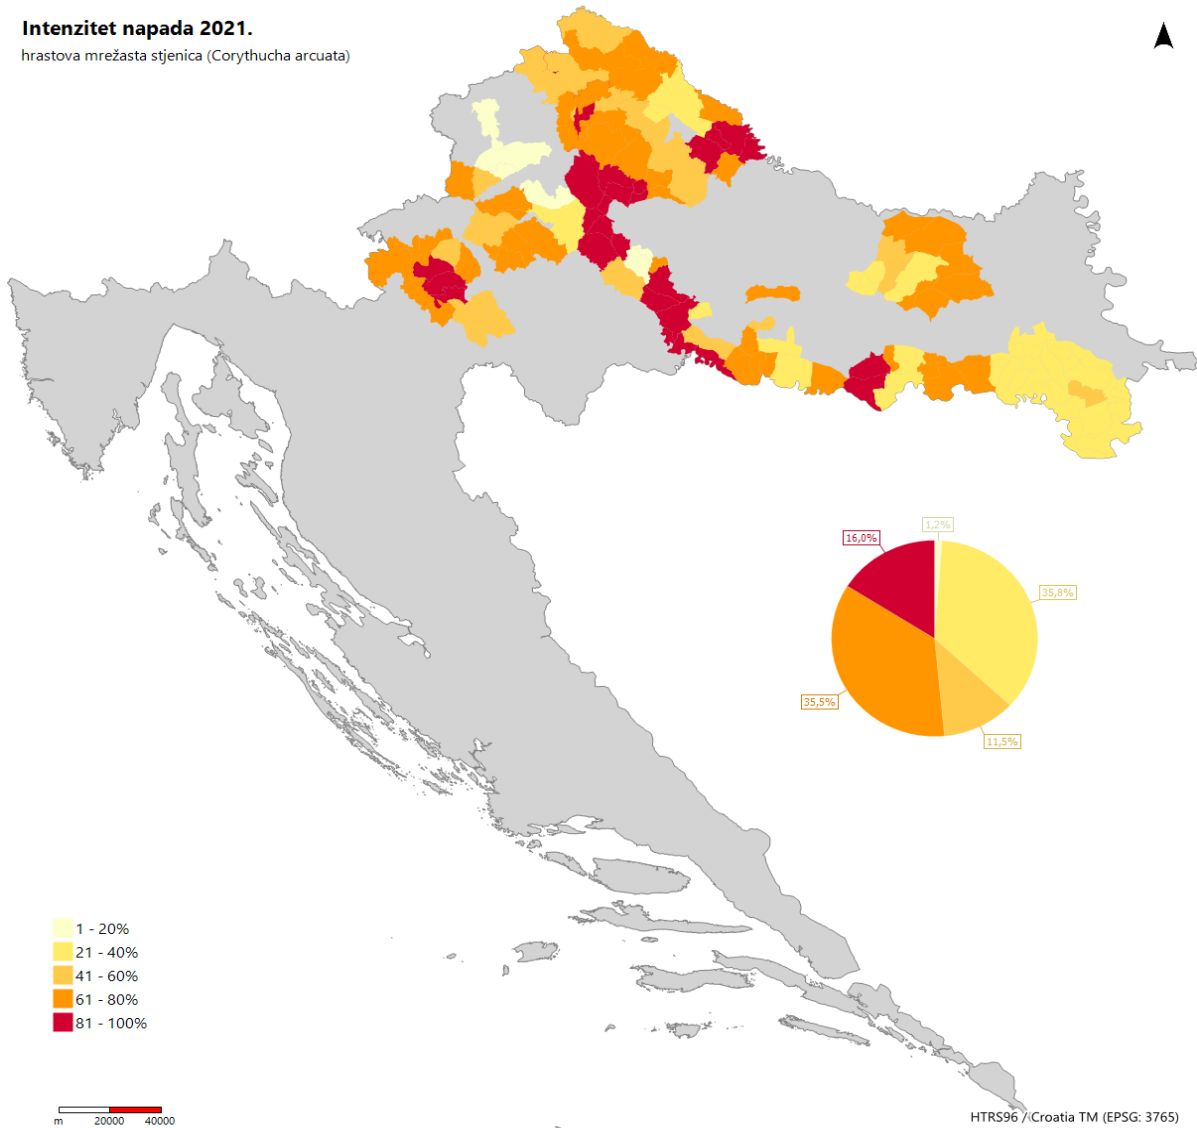 Intenzitet napada 2021.
hrastova mrežasta stjenica (Corythucha arcuata)
1,2%
16,0%
35,8%
35,5%
11,5%
1 - 20%
21 - 40%
41 - 60%
61 - 80%
81 - 100%
m 20000 40000
HTRS96 / Croatia TM (EPSG: 3765)